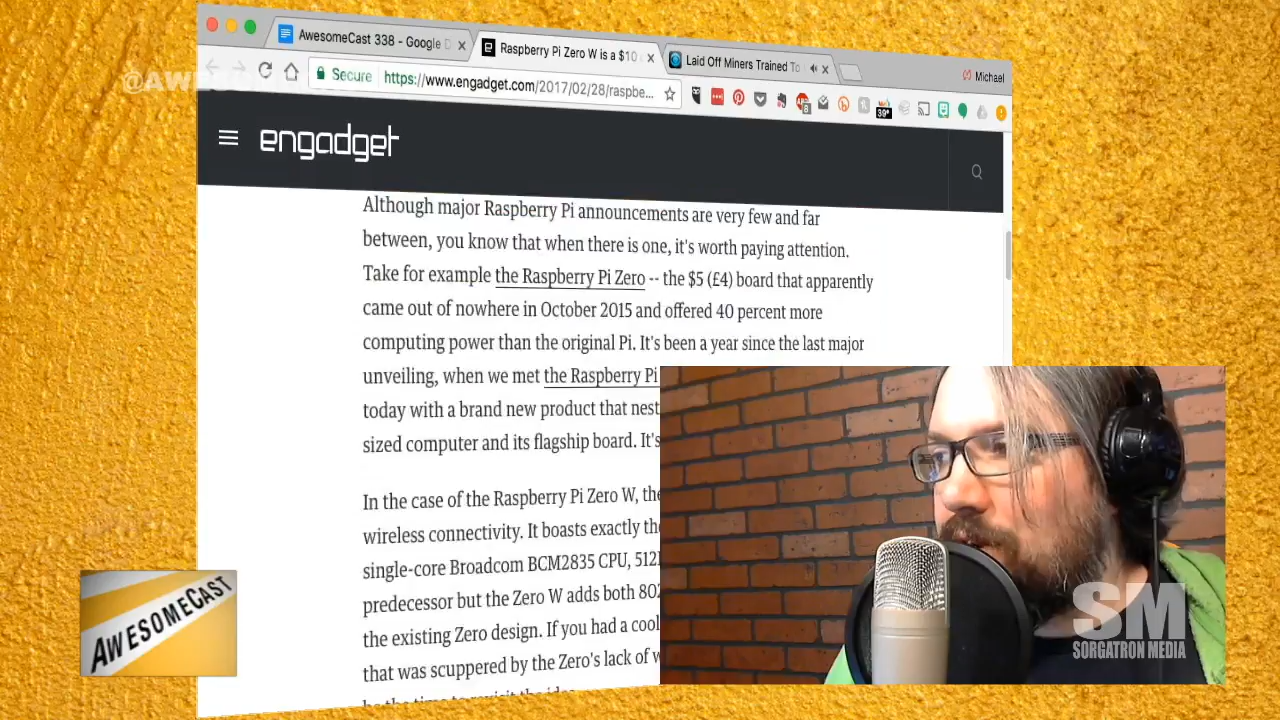 AwesomeCast 338 - Google D
Raspberry Pi Zero W is a $10
Laid Off Miners Trained To
Michael
@AW
Secure
https://www.engadget.com/2017/02/28/raspbe...
8
39°
engadget
Although major Raspberry Pi announcements are very few and far
between, you know that when there is one, it's worth paying attention.
Take for example the Raspberry Pi Zero -- the $5 (£4) board that apparently
came out of nowhere in October 2015 and offered 40 percent more
computing power than the original Pi. It's been a year since the last major
unveiling, when we met the Raspberry Pi
today with a brand new product that nest
sized computer and its flagship board. It's
In the case of the Raspberry Pi Zero W, the
wireless connectivity. It boasts exactly the
single-core Broadcom BCM2835 CPU, 512
predecessor but the Zero W adds both 802
the existing Zero design. If you had a cool
that was scuppered by the Zero's lack of w
AWESOMECAST
SM
SORGATRON MEDIA